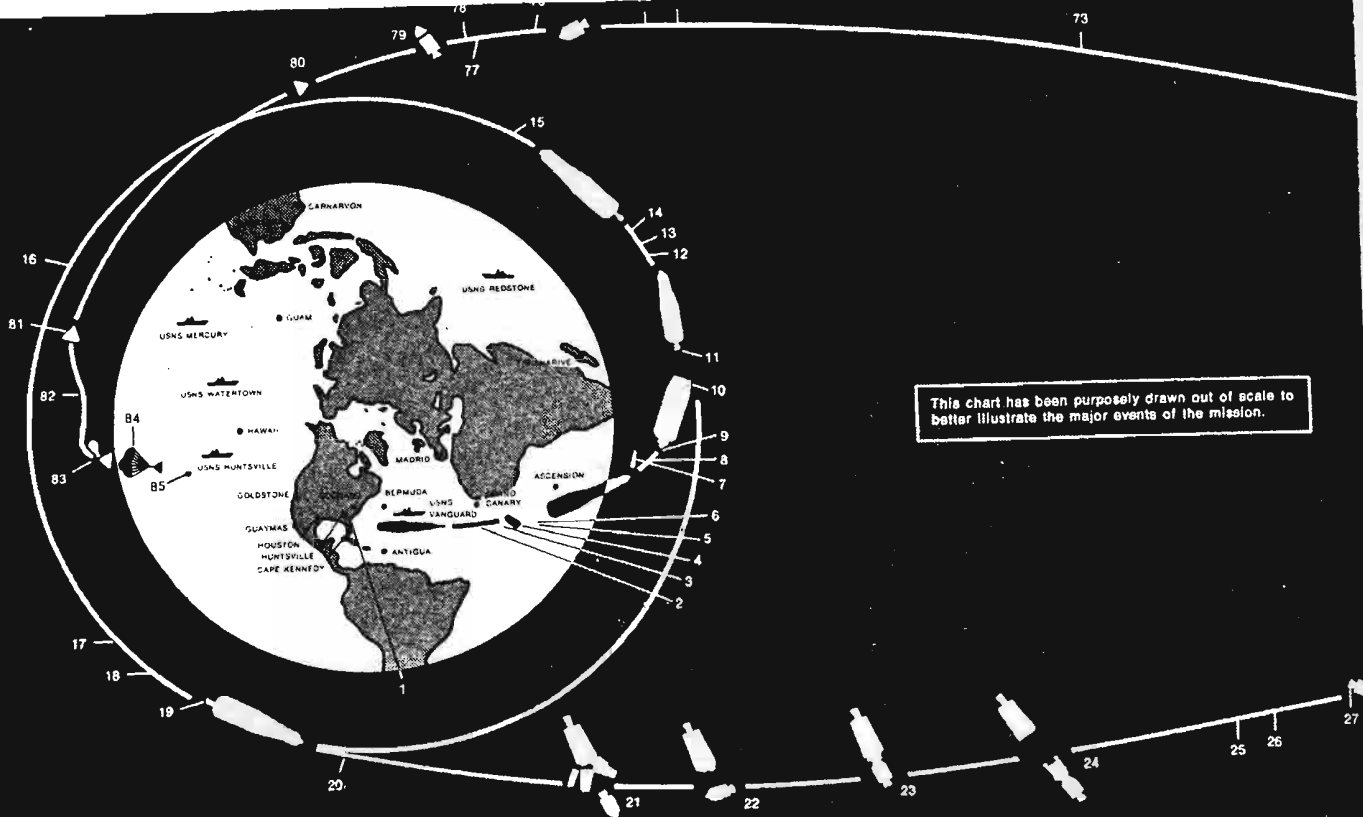 78
79
77
73
80
15
CARNARVON
14
13
12
16
USNS REDSTONE
GUAM
USNS MERCURY
81
11
10
USNS WATERTOWN
82
This chart has been purposely drawn out of scale to
better illustrate the major events of the mission.
84
HAWAII
9
8
7
83
USNS HUNTSVILLE
85
MADRID
ASCENSION
GOLDSTONE
BERMUDA
GRAND
CANARY
USNS
VANGUARD
GUAYMAS
6
5
4
3
2
HOUSTON
HUNTSVILLE
CAPE KENNEDY
ANTIGUA
17
18
1
19
20
21
22
23
24
25
26
27